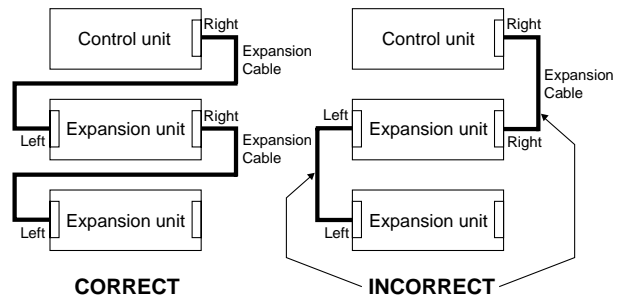 Right
Control unit
Expansion
Cable
Left
Expansion unit
Right
Expansion
Cable
Left
Expansion unit
CORRECT
Right
Control unit
Expansion
Cable
Left
Expansion unit
Right
Left
Expansion unit
INCORRECT